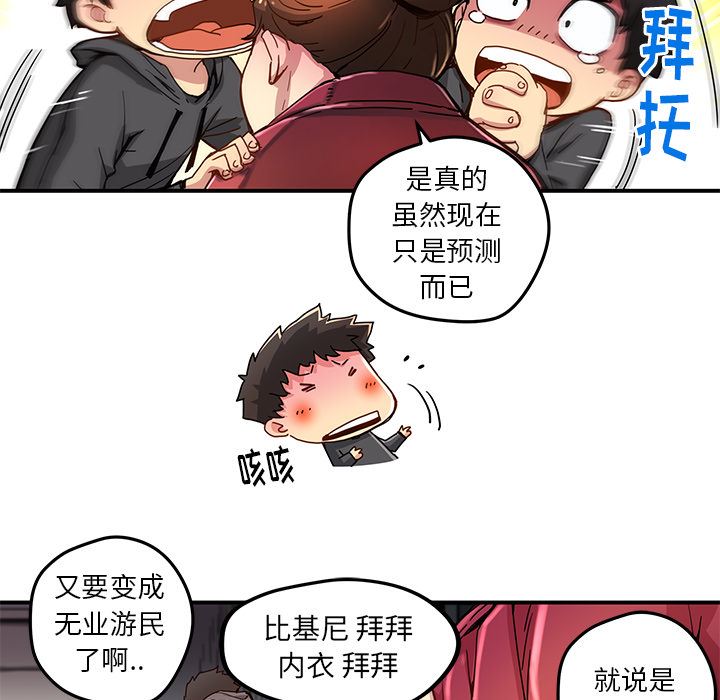 拜托
是真的
虽然现在
只是预测
而已
咳咳
又要变成
无业游民
了啊..
比基尼 拜拜
内衣 拜拜
就说是